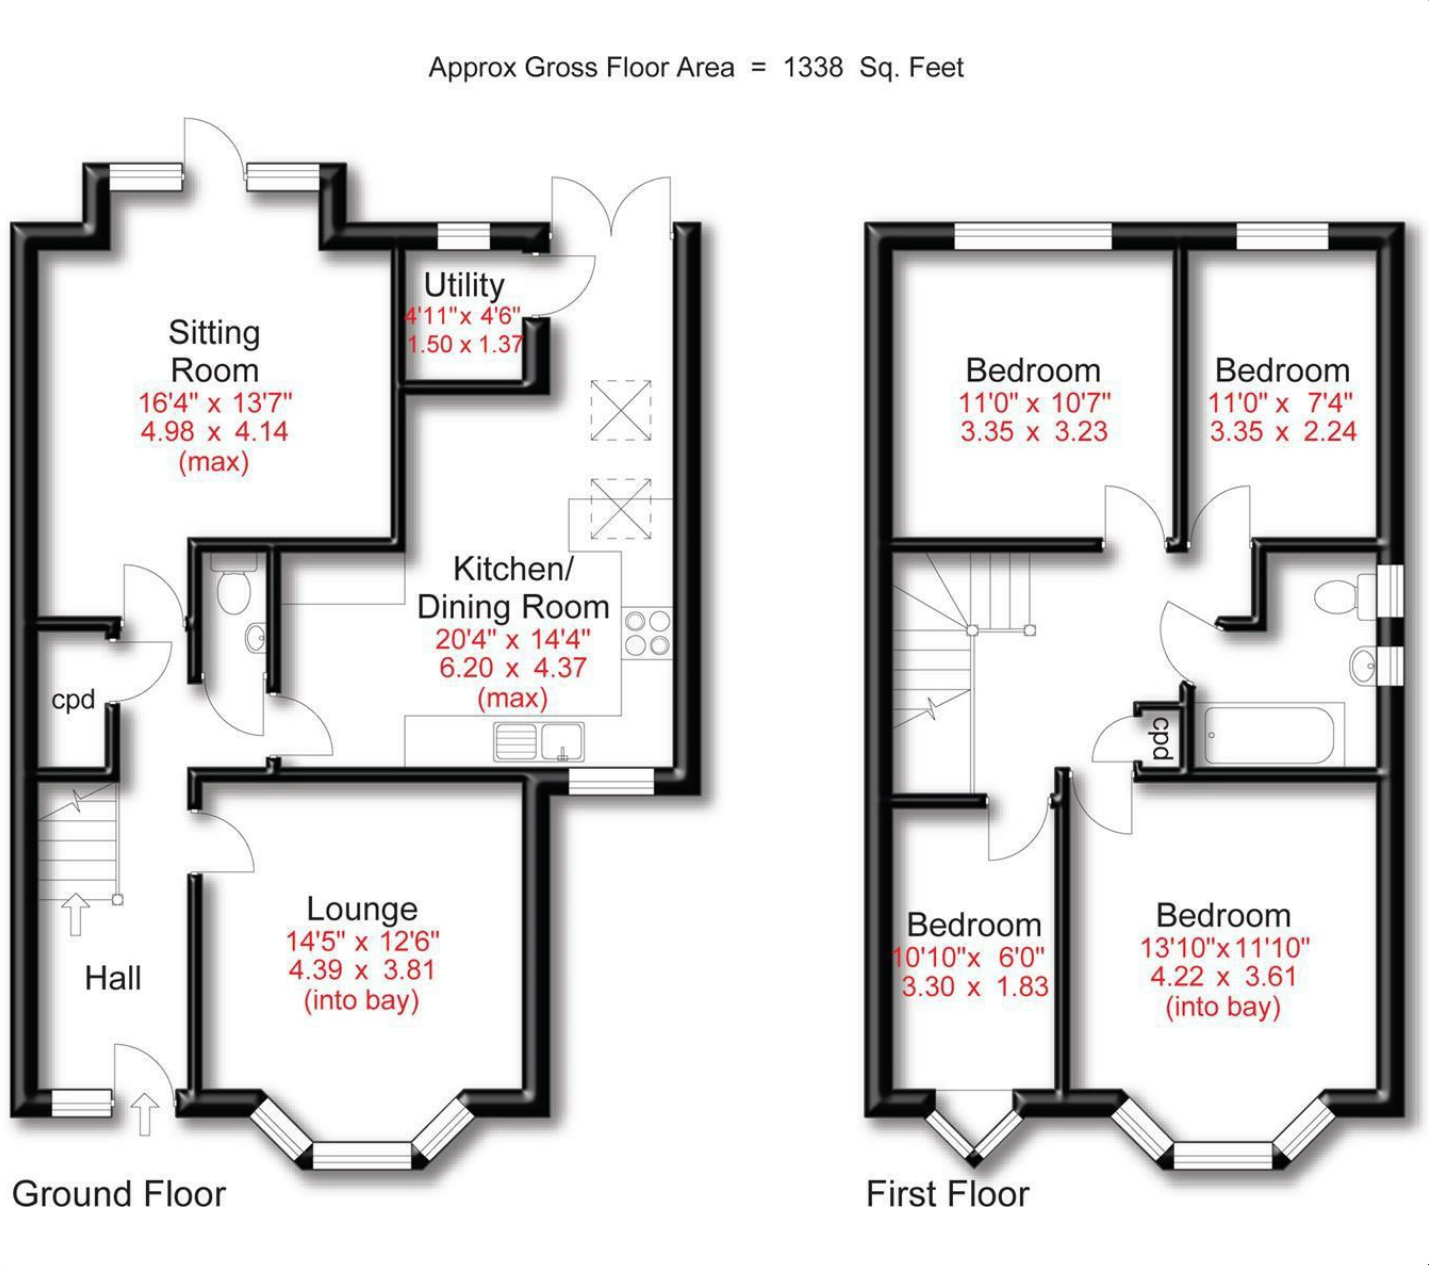 Approx Gross Floor Area = 1338 Sq. Feet
Sitting
Room
16'4" x 13'7"
4.98 x 4.14
(max)
Utility
4'11"x 4'6"
1.50 x 1.37
Kitchen/
Dining Room
20'4" x 14'4"
6.20 x 4.37
(max)
cpd
Lounge
14'5" x 12'6"
4.39 x 3.81
(into bay)
Hall
Ground Floor
Bedroom
11'0" x 10'7"
3.35 x 3.23
Bedroom
11'0" x 7'4"
3.35 x 2.24
cpd
Bedroom
10'10"x 6'0"
3.30 x 1.83
Bedroom
13'10"x 11'10"
4.22 x 3.61
(into bay)
First Floor